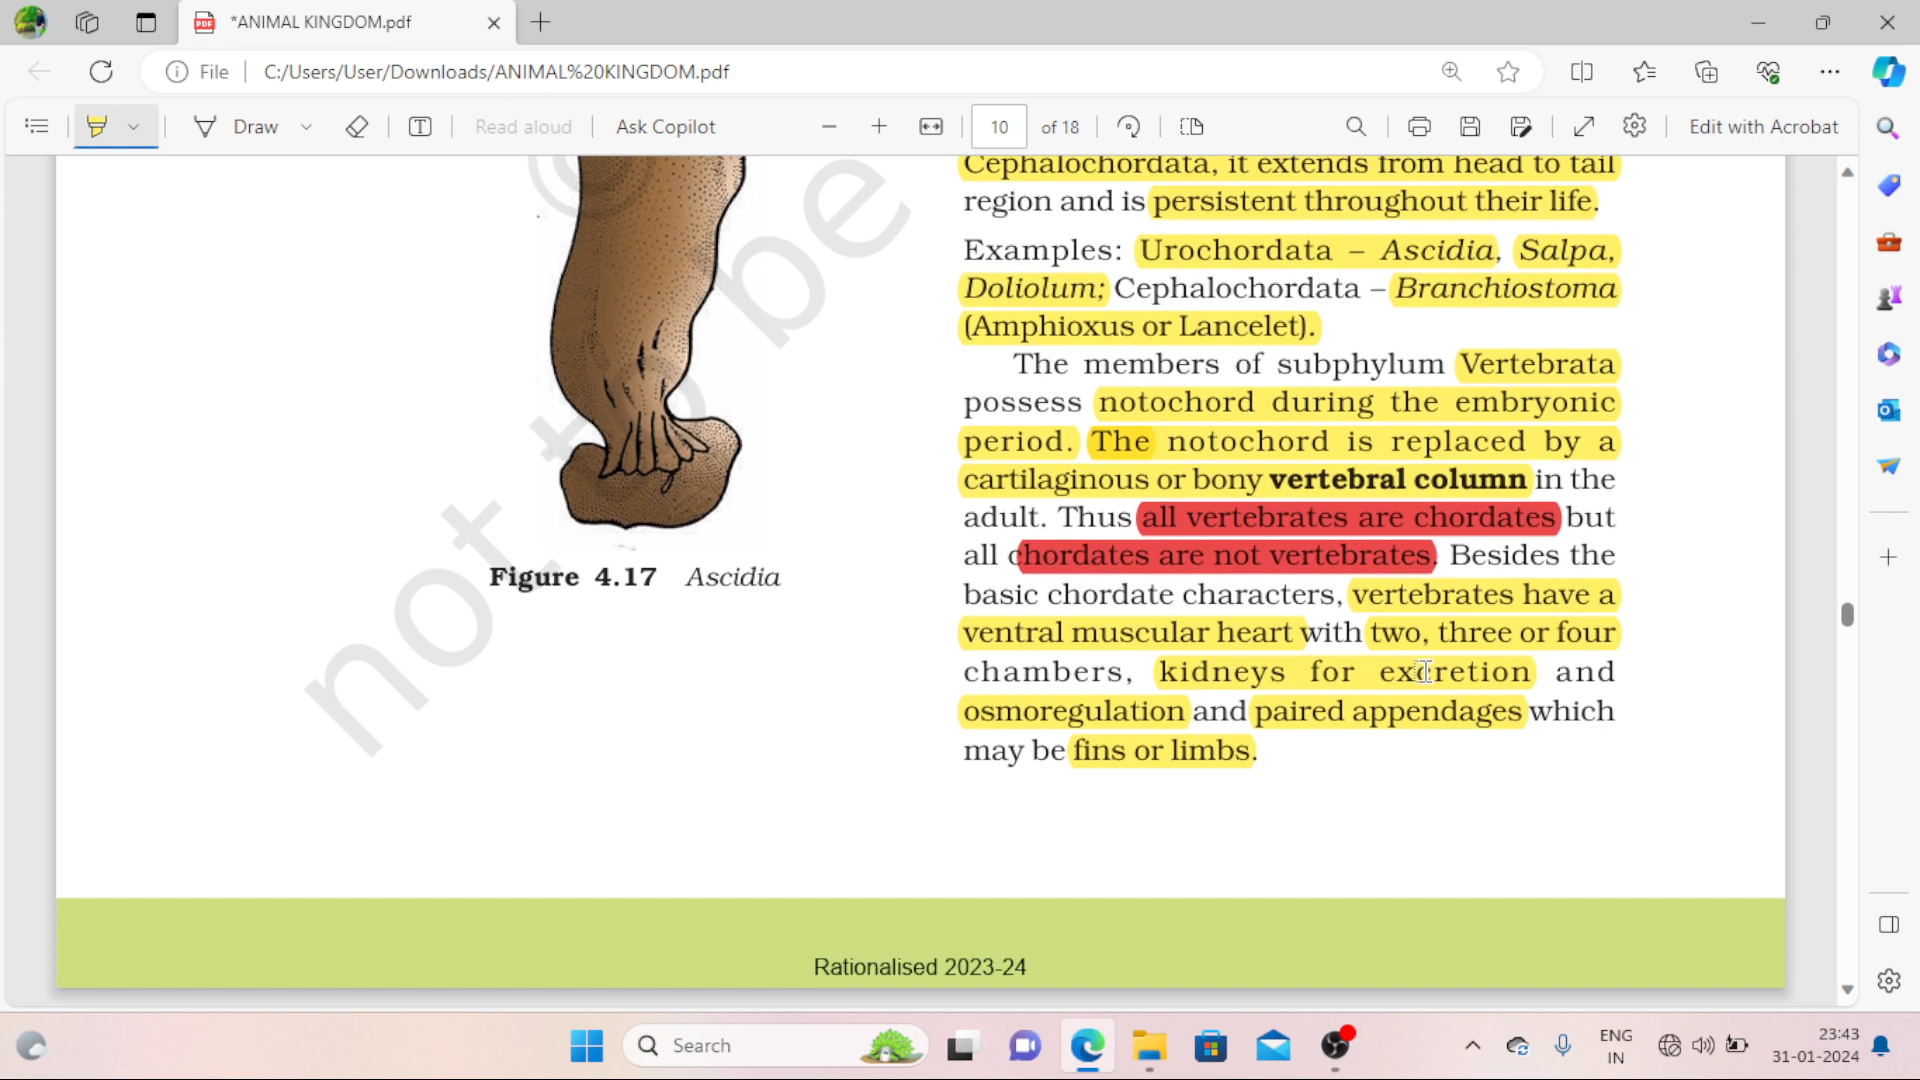 *ANIMAL KINGDOM.pdf
File
C:/Users/User/Downloads/ANIMAL%20KINGDOM.pdf
Draw
Read aloud
Ask Copilot
10
of 18
Edit with Acrobat
Cephalochordata, it extends from head to tail
region and is persistent throughout their life.
Examples: Urochordata – Ascidia, Salpa,
Doliolum; Cephalochordata – Branchiostoma
(Amphioxus or Lancelet).
The members of subphylum Vertebrata
possess notochord during the embryonic
period. The notochord is replaced by a
cartilaginous or bony vertebral column in the
adult. Thus all vertebrates are chordates but
all chordates are not vertebrates. Besides the
basic chordate characters, vertebrates have a
ventral muscular heart with two, three or four
chambers, kidneys for excretion and
osmoregulation and paired appendages which
may be fins or limbs.
©
not to be
Figure 4.17 Ascidia
Rationalised 2023-24
Search
ENG
IN
23:43
31-01-2024